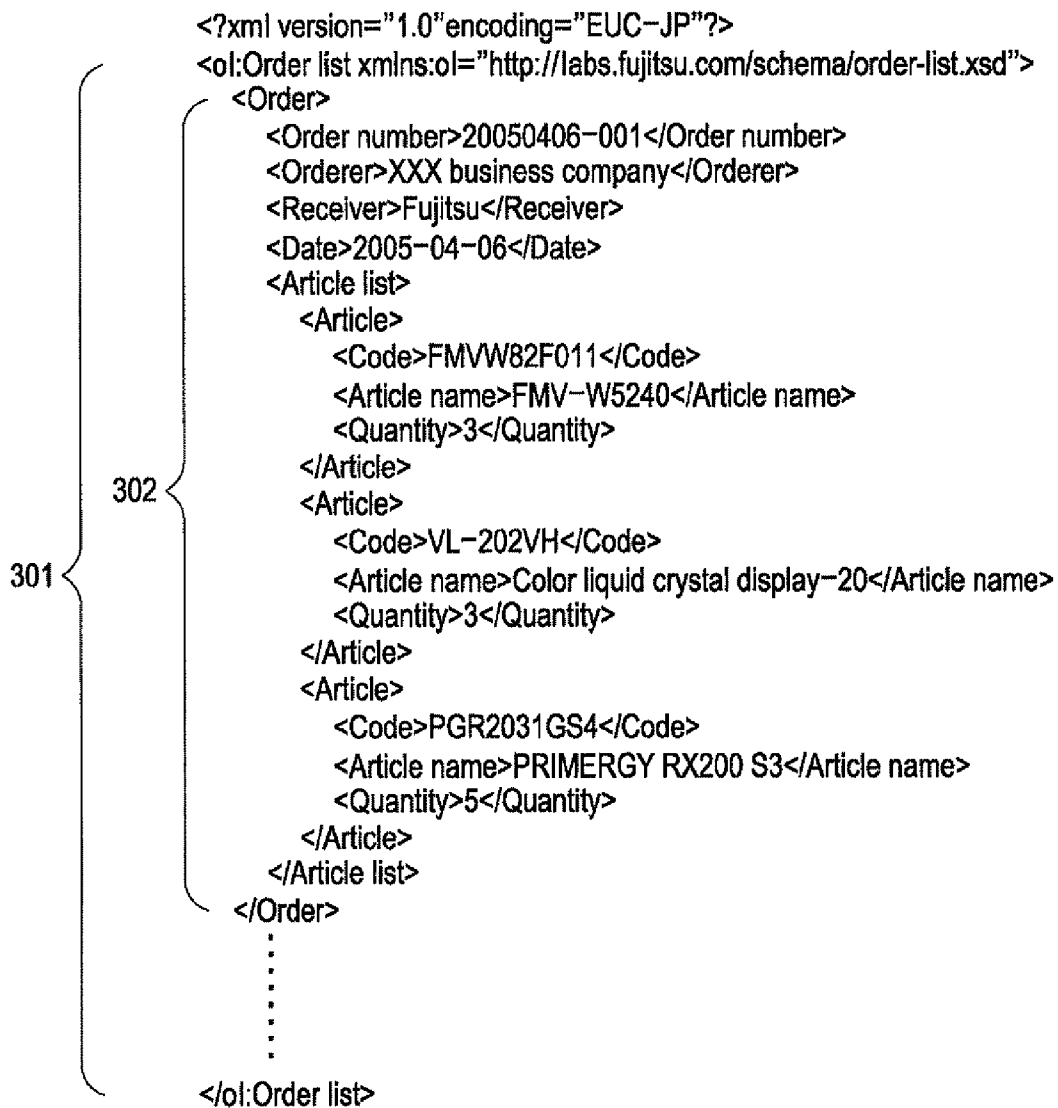 <?xml version="1.0"encoding="EUC-JP"?>
<ol:Order list xmlns:ol="http://labs.fujitsu.com/schema/order-list.xsd">
<Order>
<Order number>20050406-001</Order number>
<Orderer>XXX business company</Orderer>
<Receiver>Fujitsu</Receiver>
<Date>2005-04-06</Date>
<Article list>
<Article>
<Code>FMVW82F011</Code>
<Article name>FMV-W5240</Article name>
<Quantity>3</Quantity>
</Article>
302
<Article>
<Code>VL-202VH</Code>
301
<Article name>Color liquid crystal display-20</Article name>
<Quantity>3</Quantity>
</Article>
<Article>
<Code>PGR2031GS4</Code>
<Article name>PRIMERGY RX200 S3</Article name>
<Quantity>5</Quantity>
</Article>
</Article list>
</Order>
</ol:Order list>